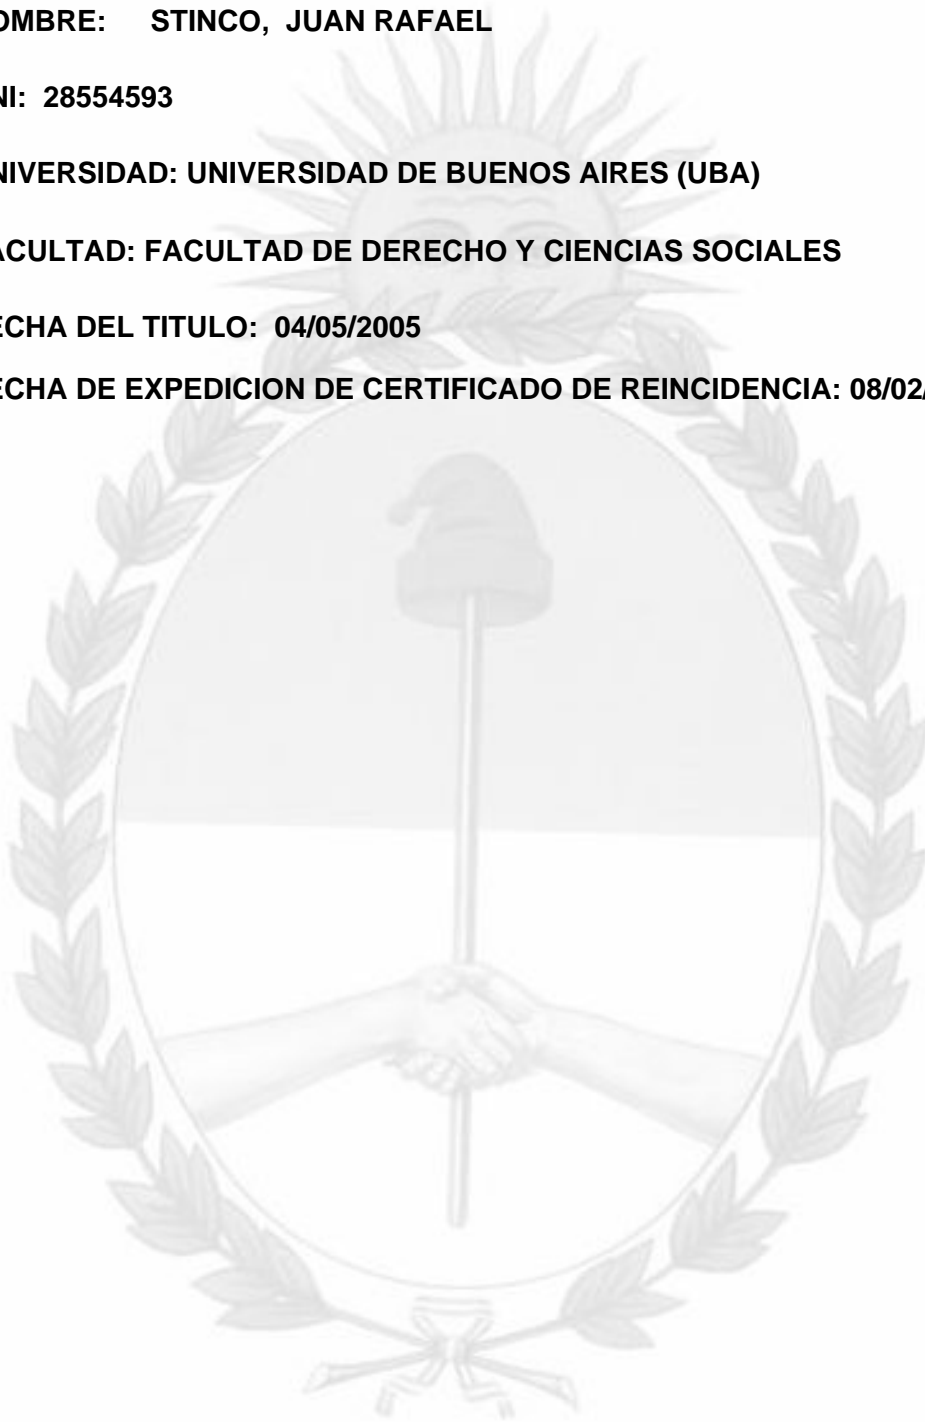 OMBRE: STINCO, JUAN RAFAEL
NI: 28554593
NIVERSIDAD: UNIVERSIDAD DE BUENOS AIRES (UBA)
ACULTAD: FACULTAD DE DERECHO Y CIENCIAS SOCIALES
ECHA DEL TITULO: 04/05/2005
ECHA DE EXPEDICION DE CERTIFICADO DE REINCIDENCIA: 08/02/